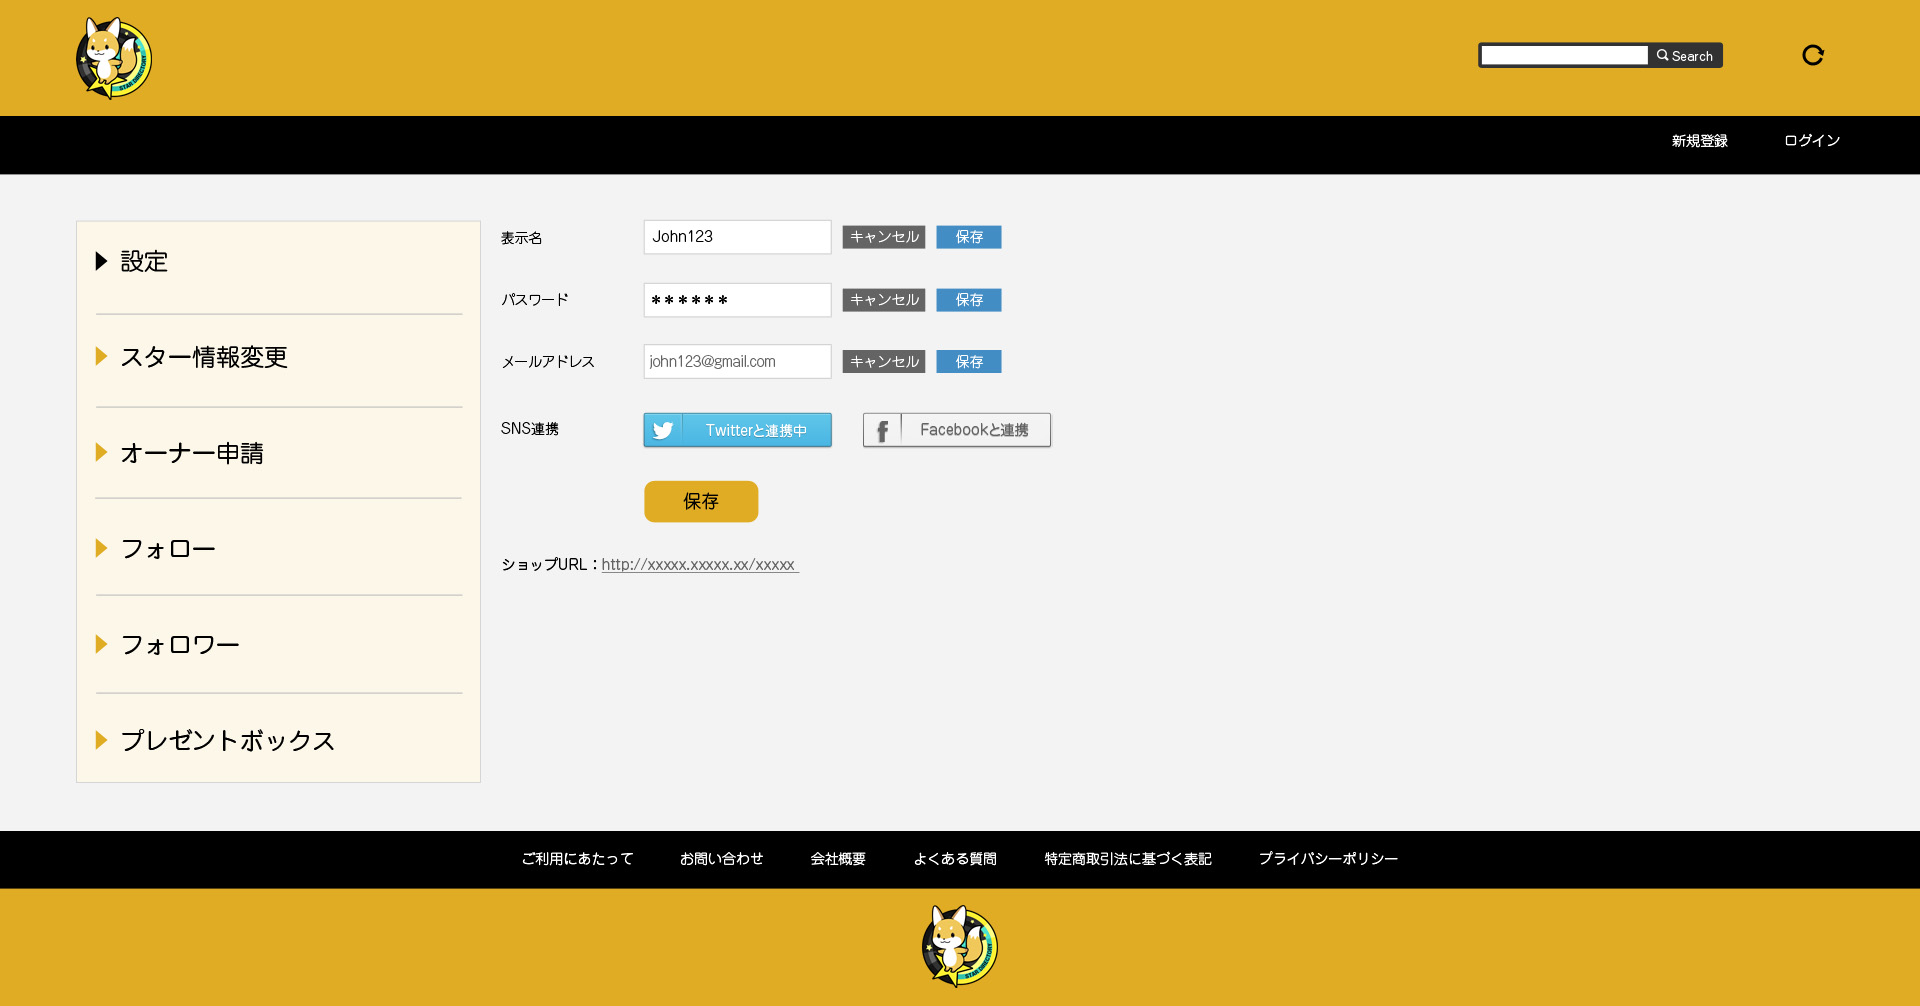 STAR DIRECTORY
Search
新規登録 ログイン
設定
スター情報変更
オーナー申請
フォロー
フォロワー
プレゼントボックス
表示名 John123 キャンセル 保存
パスワード ****** キャンセル 保存
メールアドレス john123@gmail.com キャンセル 保存
SNS連携 Twitterと連携中 Facebookと連携
保存
ショップURL：http://xxxxx.xxxxx.xx/xxxxx
ご利用にあたって お問い合わせ 会社概要 よくある質問 特定商取引法に基づく表記 プライバシーポリシー
STAR DIRECTORY